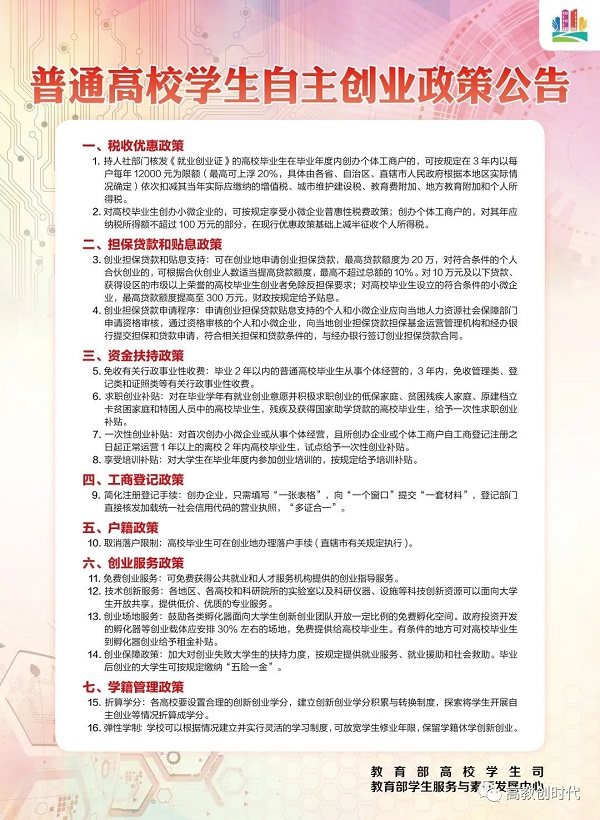 普通高校学生自主创业政策公告
一、税收优惠政策
1. 持人社部门核发《就业创业证》的高校毕业生在毕业年度内创办个体工商户的，可按规定在 3 年内以每
户每年 12000 元为限额（最高可上浮 20%，具体由各省、自治区、直辖市人民政府根据本地区实际情
况确定）依次扣减其当年实际应缴纳的增值税、城市维护建设税、教育费附加、地方教育附加和个人所
得税。
2. 对高校毕业生创办小微企业的，可按规定享受小微企业普惠性税费政策；创办个体工商户的，对其年应
纳税所得额不超过 100 万元的部分，在现行优惠政策基础上减半征收个人所得税。
二、担保贷款和贴息政策
3. 创业担保贷款和贴息支持：可在创业地申请创业担保贷款，最高贷款额度为 20 万，对符合条件的个人
合伙创业的，可根据合伙创业人数适当提高贷款额度，最高不超过总额的 10%。对 10 万元及以下贷款、
获得设区的市级以上荣誉的高校毕业生创业者免除反担保要求；对高校毕业生设立的符合条件的小微企
业，最高贷款额度提高至 300 万元，财政按规定给予贴息。
4. 创业担保贷款申请程序：申请创业担保贷款贴息支持的个人和小微企业应向当地人力资源社会保障部门
申请资格审核，通过资格审核的个人和小微企业，向当地创业担保贷款担保基金运营管理机构和经办银
行提交担保和贷款申请，符合相关担保和贷款条件的，与经办银行签订创业担保贷款合同。
三、资金扶持政策
5. 免收有关行政事业性收费：毕业 2 年以内的普通高校毕业生从事个体经营的，3 年内，免收管理类、登
记类和证照类等有关行政事业性收费。
6. 求职创业补贴：对在毕业学年有就业创业意愿并积极求职创业的低保家庭、贫困残疾人家庭、原建档立
卡贫困家庭和特困人员中的高校毕业生，残疾及获得国家助学贷款的高校毕业生，给予一次性求职创业
补贴。
7. 一次性创业补贴：对首次创办小微企业或从事个体经营，且所创办企业或个体工商户自工商登记注册之
日起正常运营 1 年以上的离校 2 年内高校毕业生，试点给予一次性创业补贴。
8. 享受培训补贴：对大学生在毕业年度内参加创业培训的，按规定给予培训补贴。
四、工商登记政策
9. 简化注册登记手续：创办企业，只需填写“一张表格”，向“一个窗口”提交“一套材料”，登记部门
直接核发加载统一社会信用代码的营业执照，“多证合一”。
五、户籍政策
10. 取消落户限制：高校毕业生可在创业地办理落户手续（直辖市有关规定执行）。
六、创业服务政策
11. 免费创业服务：可免费获得公共就业和人才服务机构提供的创业指导服务。
12. 技术创新服务：各地区、各高校和科研院所的实验室以及科研仪器、设施等科技创新资源可以面向大学
生开放共享，提供低价、优质的专业服务。
13. 创业场地服务：鼓励各类孵化器面向大学生创新创业团队开放一定比例的免费孵化空间。政府投资开发
的孵化器等创业载体应安排 30% 左右的场地，免费提供给高校毕业生。有条件的地方可对高校毕业生
到孵化器创业给予租金补贴。
14. 创业保障政策：加大对创业失败大学生的扶持力度，按规定提供就业服务、就业援助和社会救助。毕业
后创业的大学生可按规定缴纳“五险一金”。
七、学籍管理政策
15. 折算学分：各高校要设置合理的创新创业学分，建立创新创业学分积累与转换制度，探索将学生开展自
主创业等情况折算成学分。
16. 弹性学制：学校可以根据情况建立并实行灵活的学习制度，可放宽学生修业年限，保留学籍休学创新创业。
教育部高校学生司
教育部学生服务与素质发展中心
高教创时代